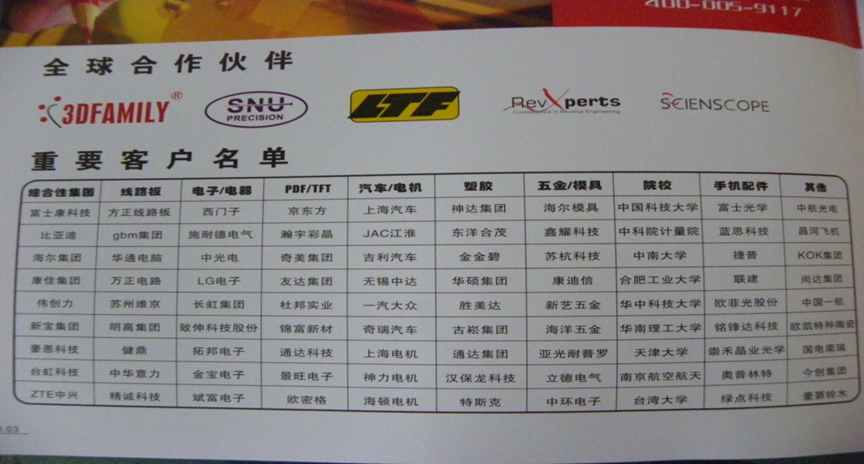 400-005-9117
全球合作伙伴
3DFAMILY®
SNU
PRECISION
LTF
RevXperts
Competence in Reverse Engineering
SCIENSCOPE
重要客户名单
综合性集团 线路板 电子/电器 PDF/TFT 汽车/电机 塑胶 五金/模具 院校 手机配件 其他
富士康科技 方正线路板 西门子 京东方 上海汽车 神达集团 海尔模具 中国科技大学 富士光学 中航光电
比亚迪 gbm集团 施耐德电气 瀚宇彩晶 JAC江淮 东洋合茂 鑫耀科技 中科院计量院 蓝思科技 昌河飞机
海尔集团 华通电脑 中光电 奇美集团 吉利汽车 金金碧 苏杭科技 中南大学 捷普 KOK集团
康佳集团 万正电路 LG电子 友达集团 无锡中达 华硕集团 康迪信 合肥工业大学 联建 尚达集团
伟创力 苏州维京 长虹集团 杜邦实业 一汽大众 胜美达 新艺五金 华中科技大学 欧菲光股份 中国一航
新宝集团 明高集团 致伸科技股份 锦富新材 奇瑞汽车 古崧集团 海洋五金 华南理工大学 铭锋达科技 欧凯特种陶瓷
豪恩科技 健鼎 拓邦电子 通达科技 上海电机 通达集团 亚光耐普罗 天津大学 崇禾晶业光学 国电南瑞
台虹科技 中华意力 金宝电子 景旺电子 神力电机 汉保龙科技 立德电气 南京航空航天 奥普林特 今创集团
ZTE中兴 精诚科技 斌富电子 欧密格 海顿电机 特斯克 中环电子 台湾大学 绿点科技 豪爵铃木